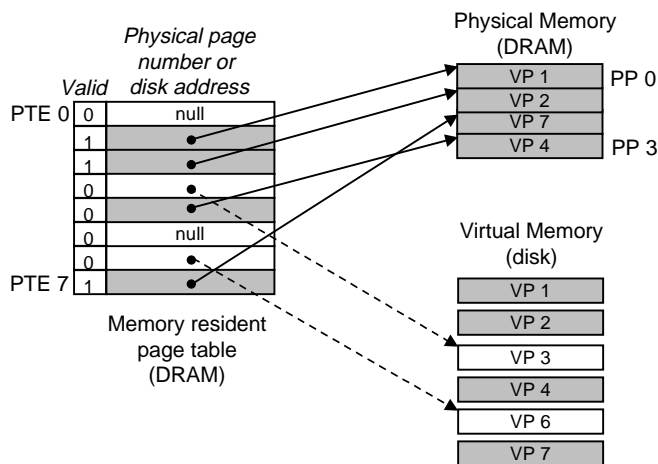 Physical page
number or
disk address
Valid
PTE 0
0
null
1
1
0
0
0
null
0
PTE 7
1
Memory resident
page table
(DRAM)
Physical Memory
(DRAM)
VP 1
PP 0
VP 2
VP 7
VP 4
PP 3
Virtual Memory
(disk)
VP 1
VP 2
VP 3
VP 4
VP 6
VP 7